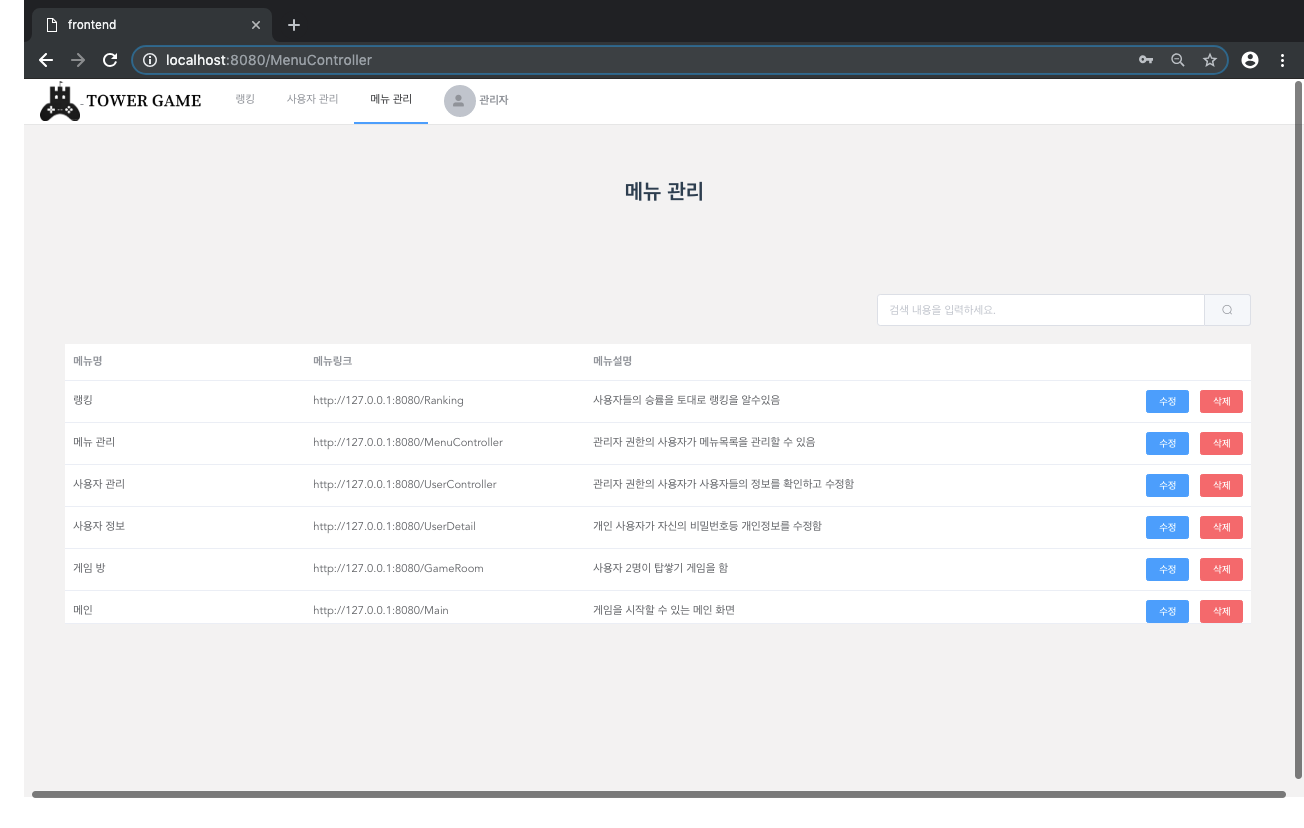 frontend
localhost:8080/MenuController
TOWER GAME 랭킹 사용자 관리 메뉴 관리 관리자
메뉴 관리
검색 내용을 입력하세요.
메뉴명 메뉴링크 메뉴설명
랭킹 http://127.0.0.1:8080/Ranking 사용자들의 승률을 토대로 랭킹을 알수있음 수정 삭제
메뉴 관리 http://127.0.0.1:8080/MenuController 관리자 권한의 사용자가 메뉴목록을 관리할 수 있음 수정 삭제
사용자 관리 http://127.0.0.1:8080/UserController 관리자 권한의 사용자가 사용자들의 정보를 확인하고 수정함 수정 삭제
사용자 정보 http://127.0.0.1:8080/UserDetail 개인 사용자가 자신의 비밀번호등 개인정보를 수정함 수정 삭제
게임 방 http://127.0.0.1:8080/GameRoom 사용자 2명이 탑쌓기 게임을 함 수정 삭제
메인 http://127.0.0.1:8080/Main 게임을 시작할 수 있는 메인 화면 수정 삭제